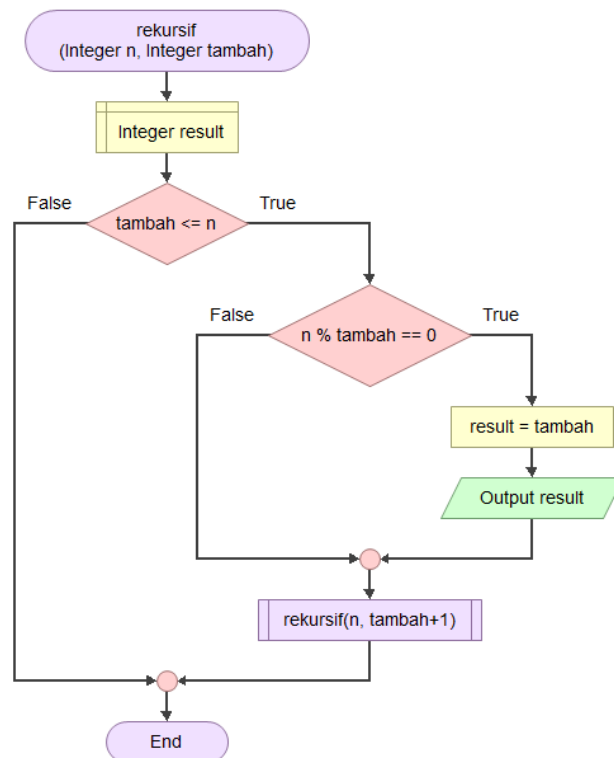 rekursif
(Integer n, Integer tambah)
Integer result
False
True
tambah <= n
False
True
n % tambah == 0
result = tambah
Output result
rekursif(n, tambah+1)
End